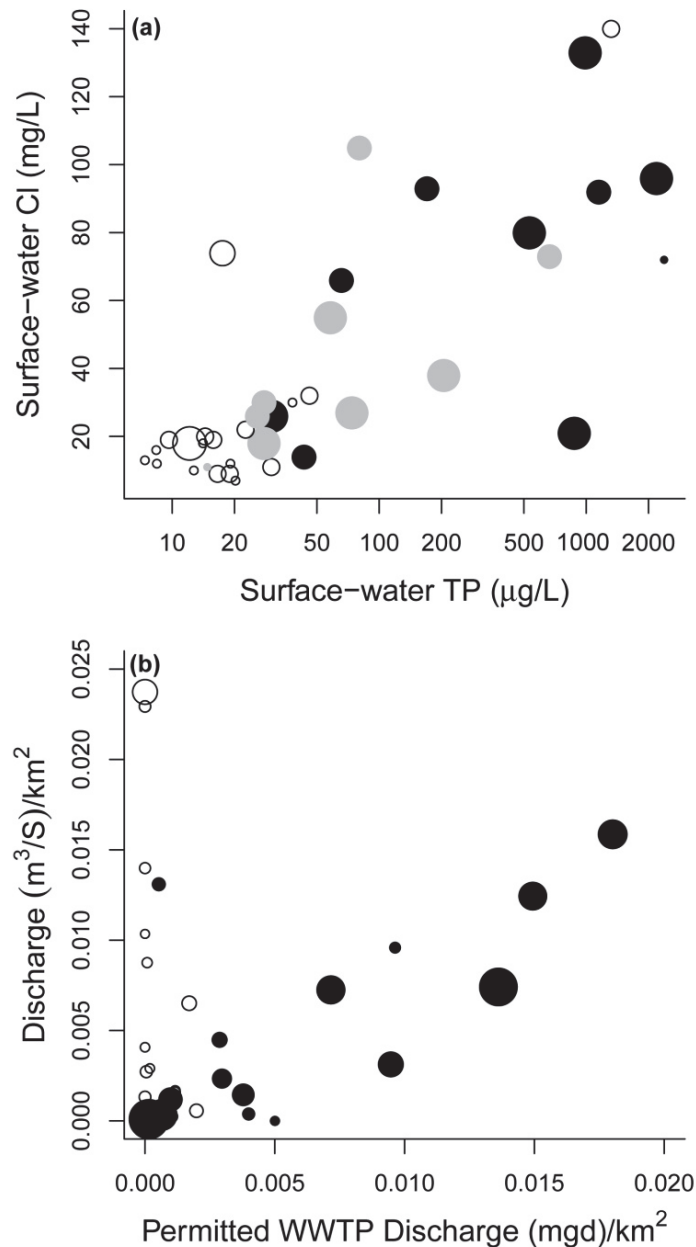 (a)
Surface−water Cl (mg/L)
140
120
100
80
60
40
20
10 20 50 100 200 500 1000 2000
Surface−water TP (μg/L)
(b)
Discharge (m³/S)/km²
0.025
0.020
0.015
0.010
0.005
0.000
0.000 0.005 0.010 0.015 0.020
Permitted WWTP Discharge (mgd)/km²